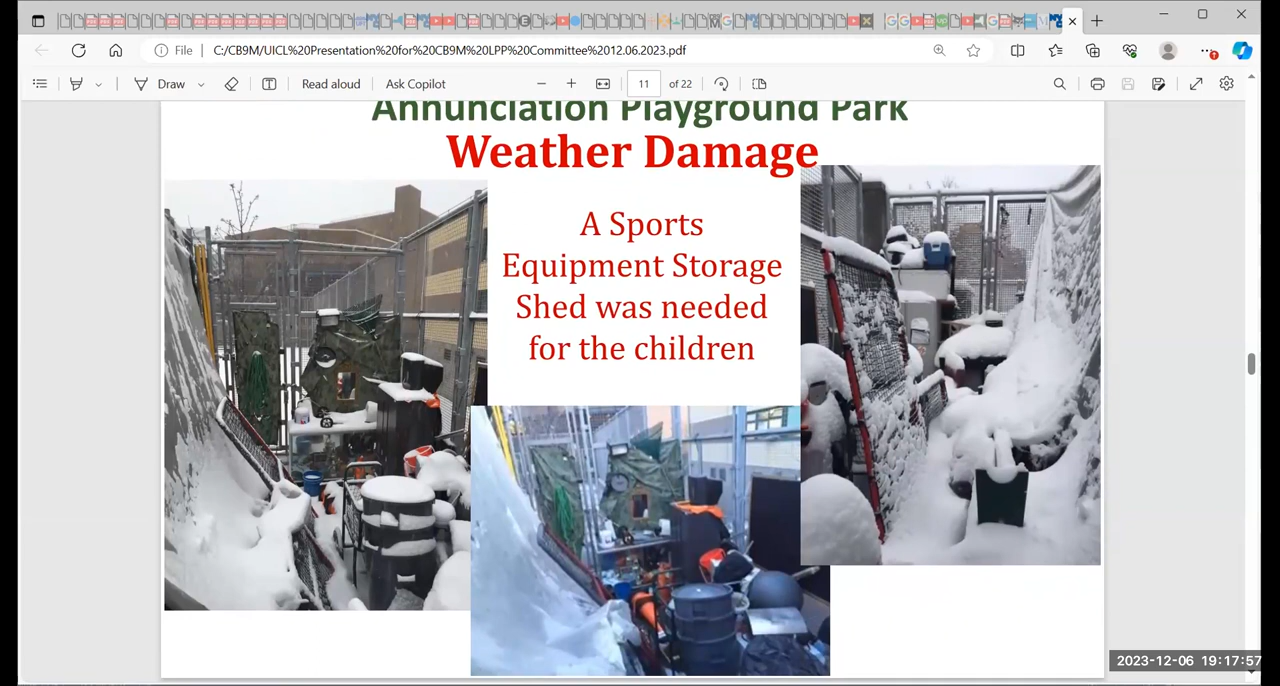 File
C:/CB9M/UICL%20Presentation%20for%20CB9M%20LPP%20Committee%2012.06.2023.pdf
Draw
Read aloud
Ask Copilot
11
of 22
Annunciation Playground Park
Weather Damage
A Sports
Equipment Storage
Shed was needed
for the children
2023-12-06 19:17:57